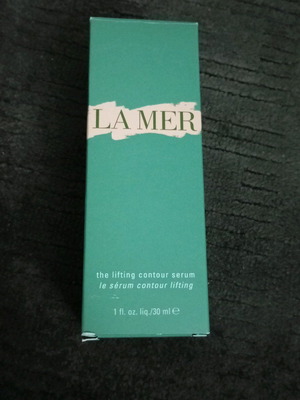 LA MER
the lifting contour serum
le sérum contour lifting
1 fl. oz. liq./30 ml ℮